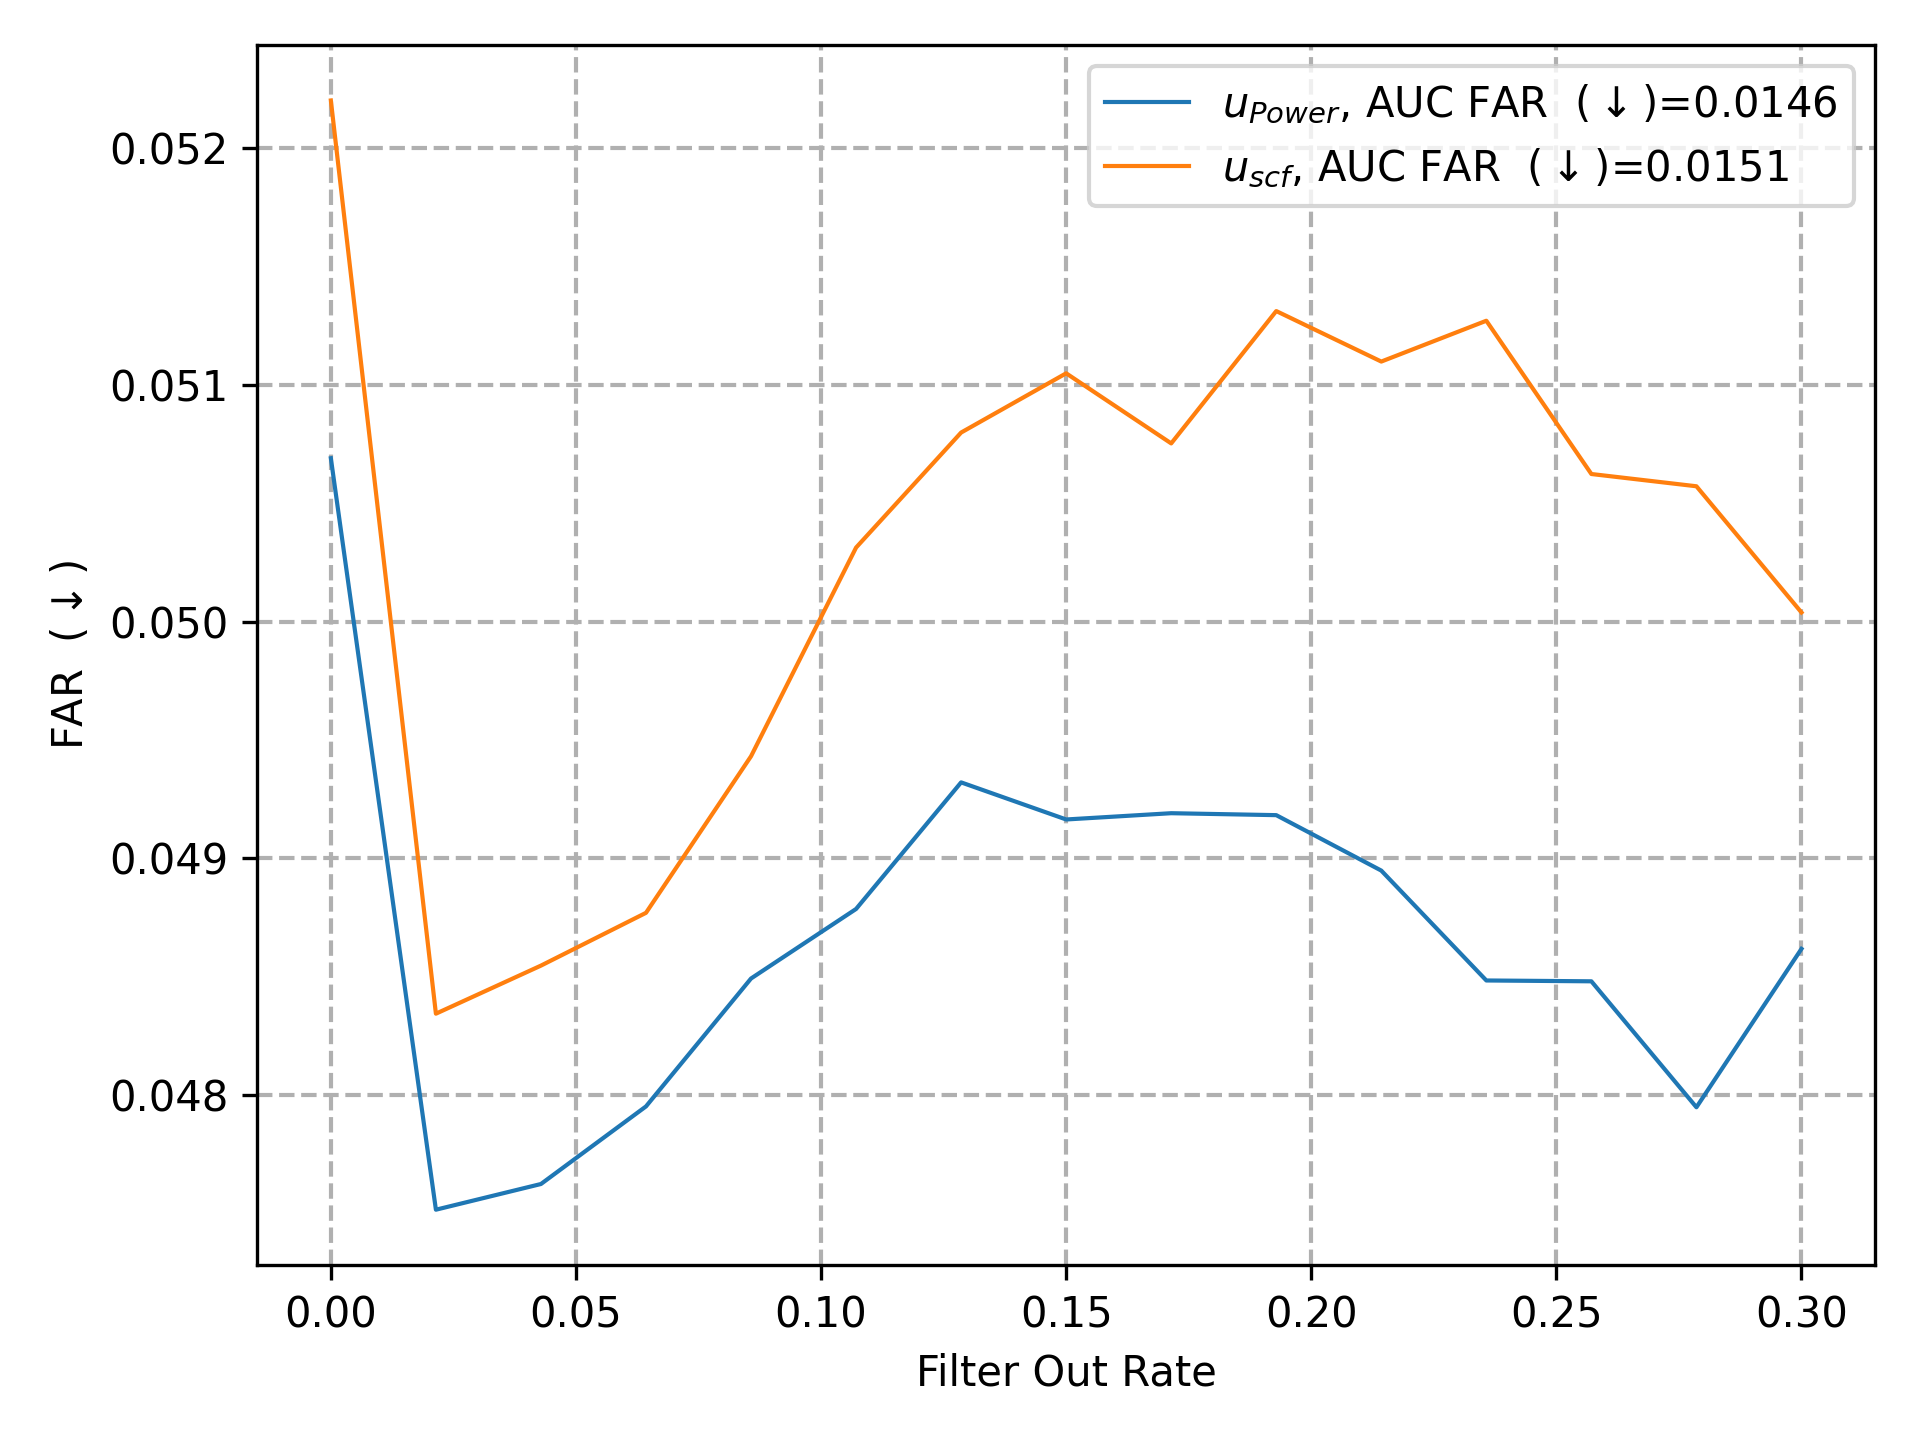 u_Power, AUC FAR (↓)=0.0146
u_scf, AUC FAR (↓)=0.0151
0.052
0.051
0.050
0.049
0.048
FAR (↓)
0.00 0.05 0.10 0.15 0.20 0.25 0.30
Filter Out Rate